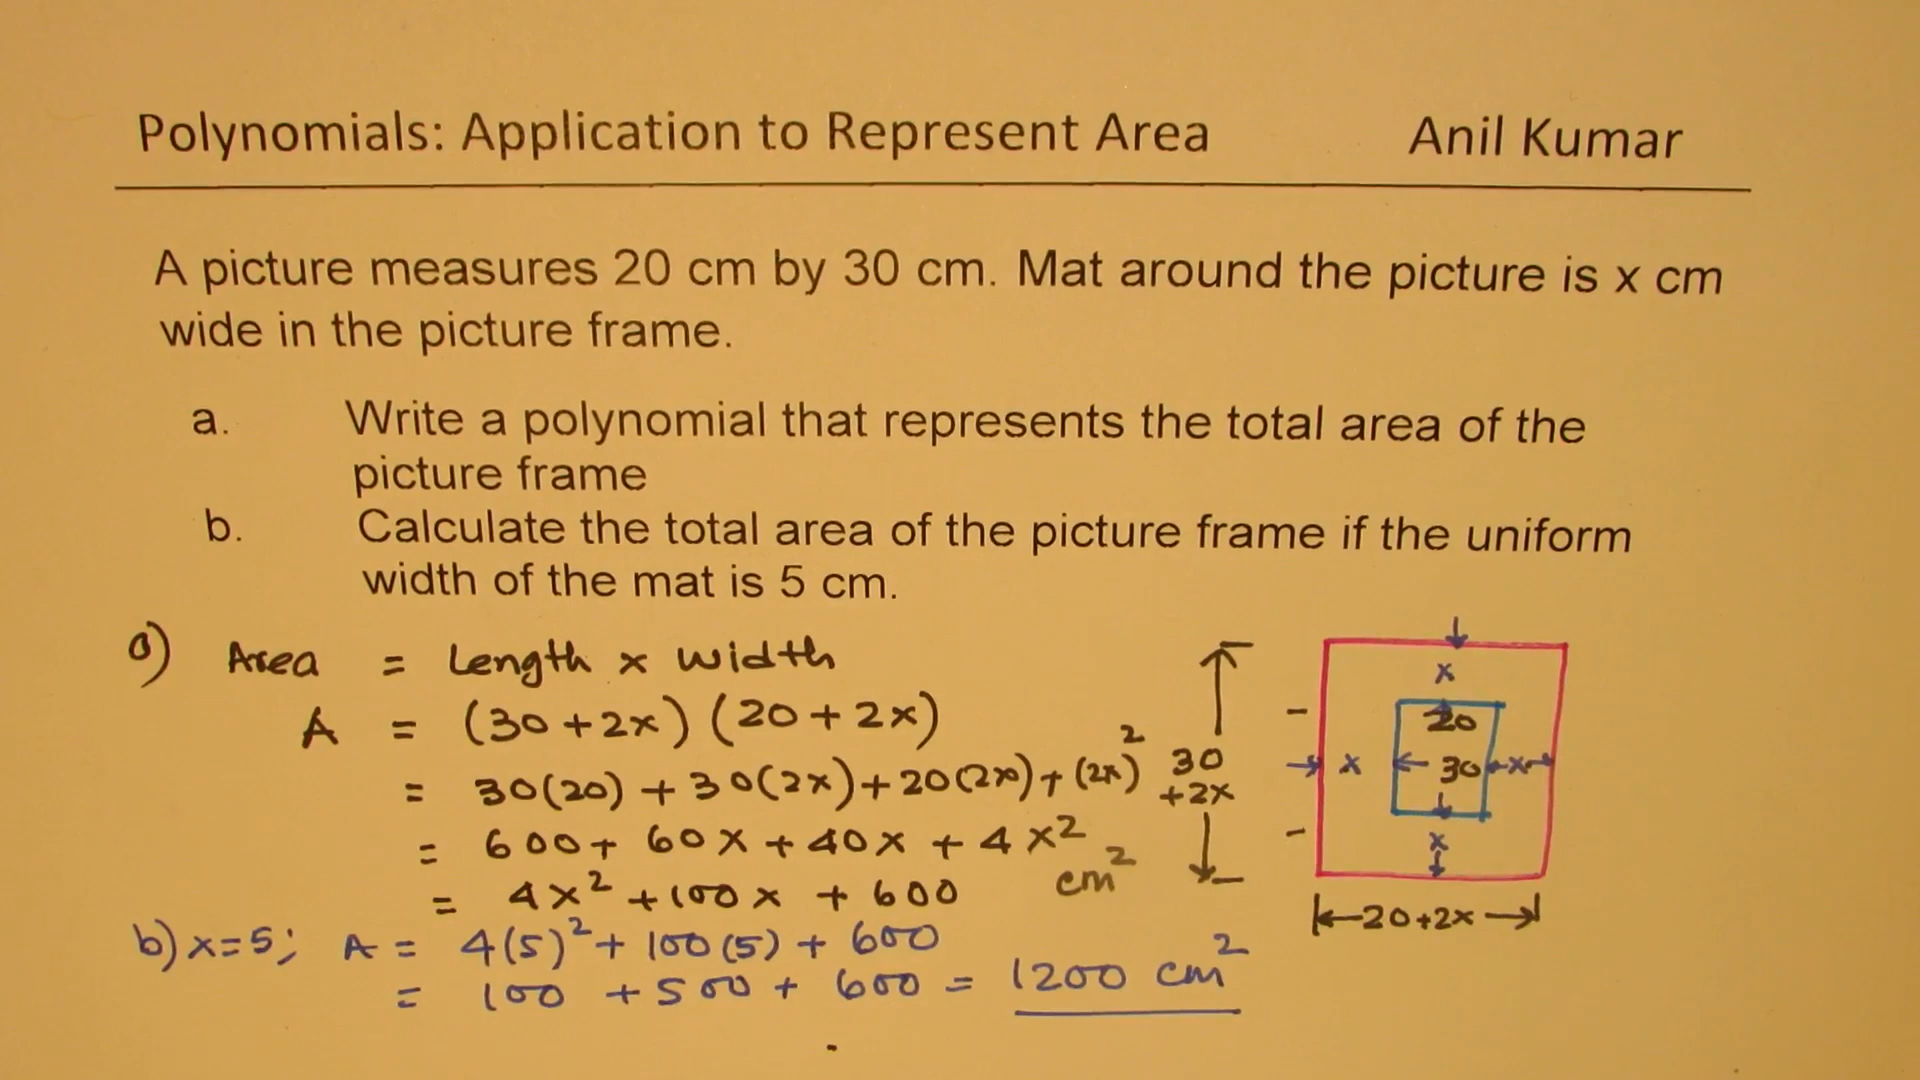 Polynomials: Application to Represent Area Anil Kumar
A picture measures 20 cm by 30 cm. Mat around the picture is x cm
wide in the picture frame.
a. Write a polynomial that represents the total area of the
picture frame
b. Calculate the total area of the picture frame if the uniform
width of the mat is 5 cm.
a) Area = Length x width
A = (30+2x) (20+2x)
= 30(20) + 30(2x) + 20(2x) + (2x)²
= 600 + 60x + 40x + 4x²
= 4x² + 100x + 600 cm²
b) x=5; A = 4(5)² + 100(5) + 600
= 100 + 500 + 600 = 1200 cm²
30
+2x
x
20
x 30 x
x
20+2x